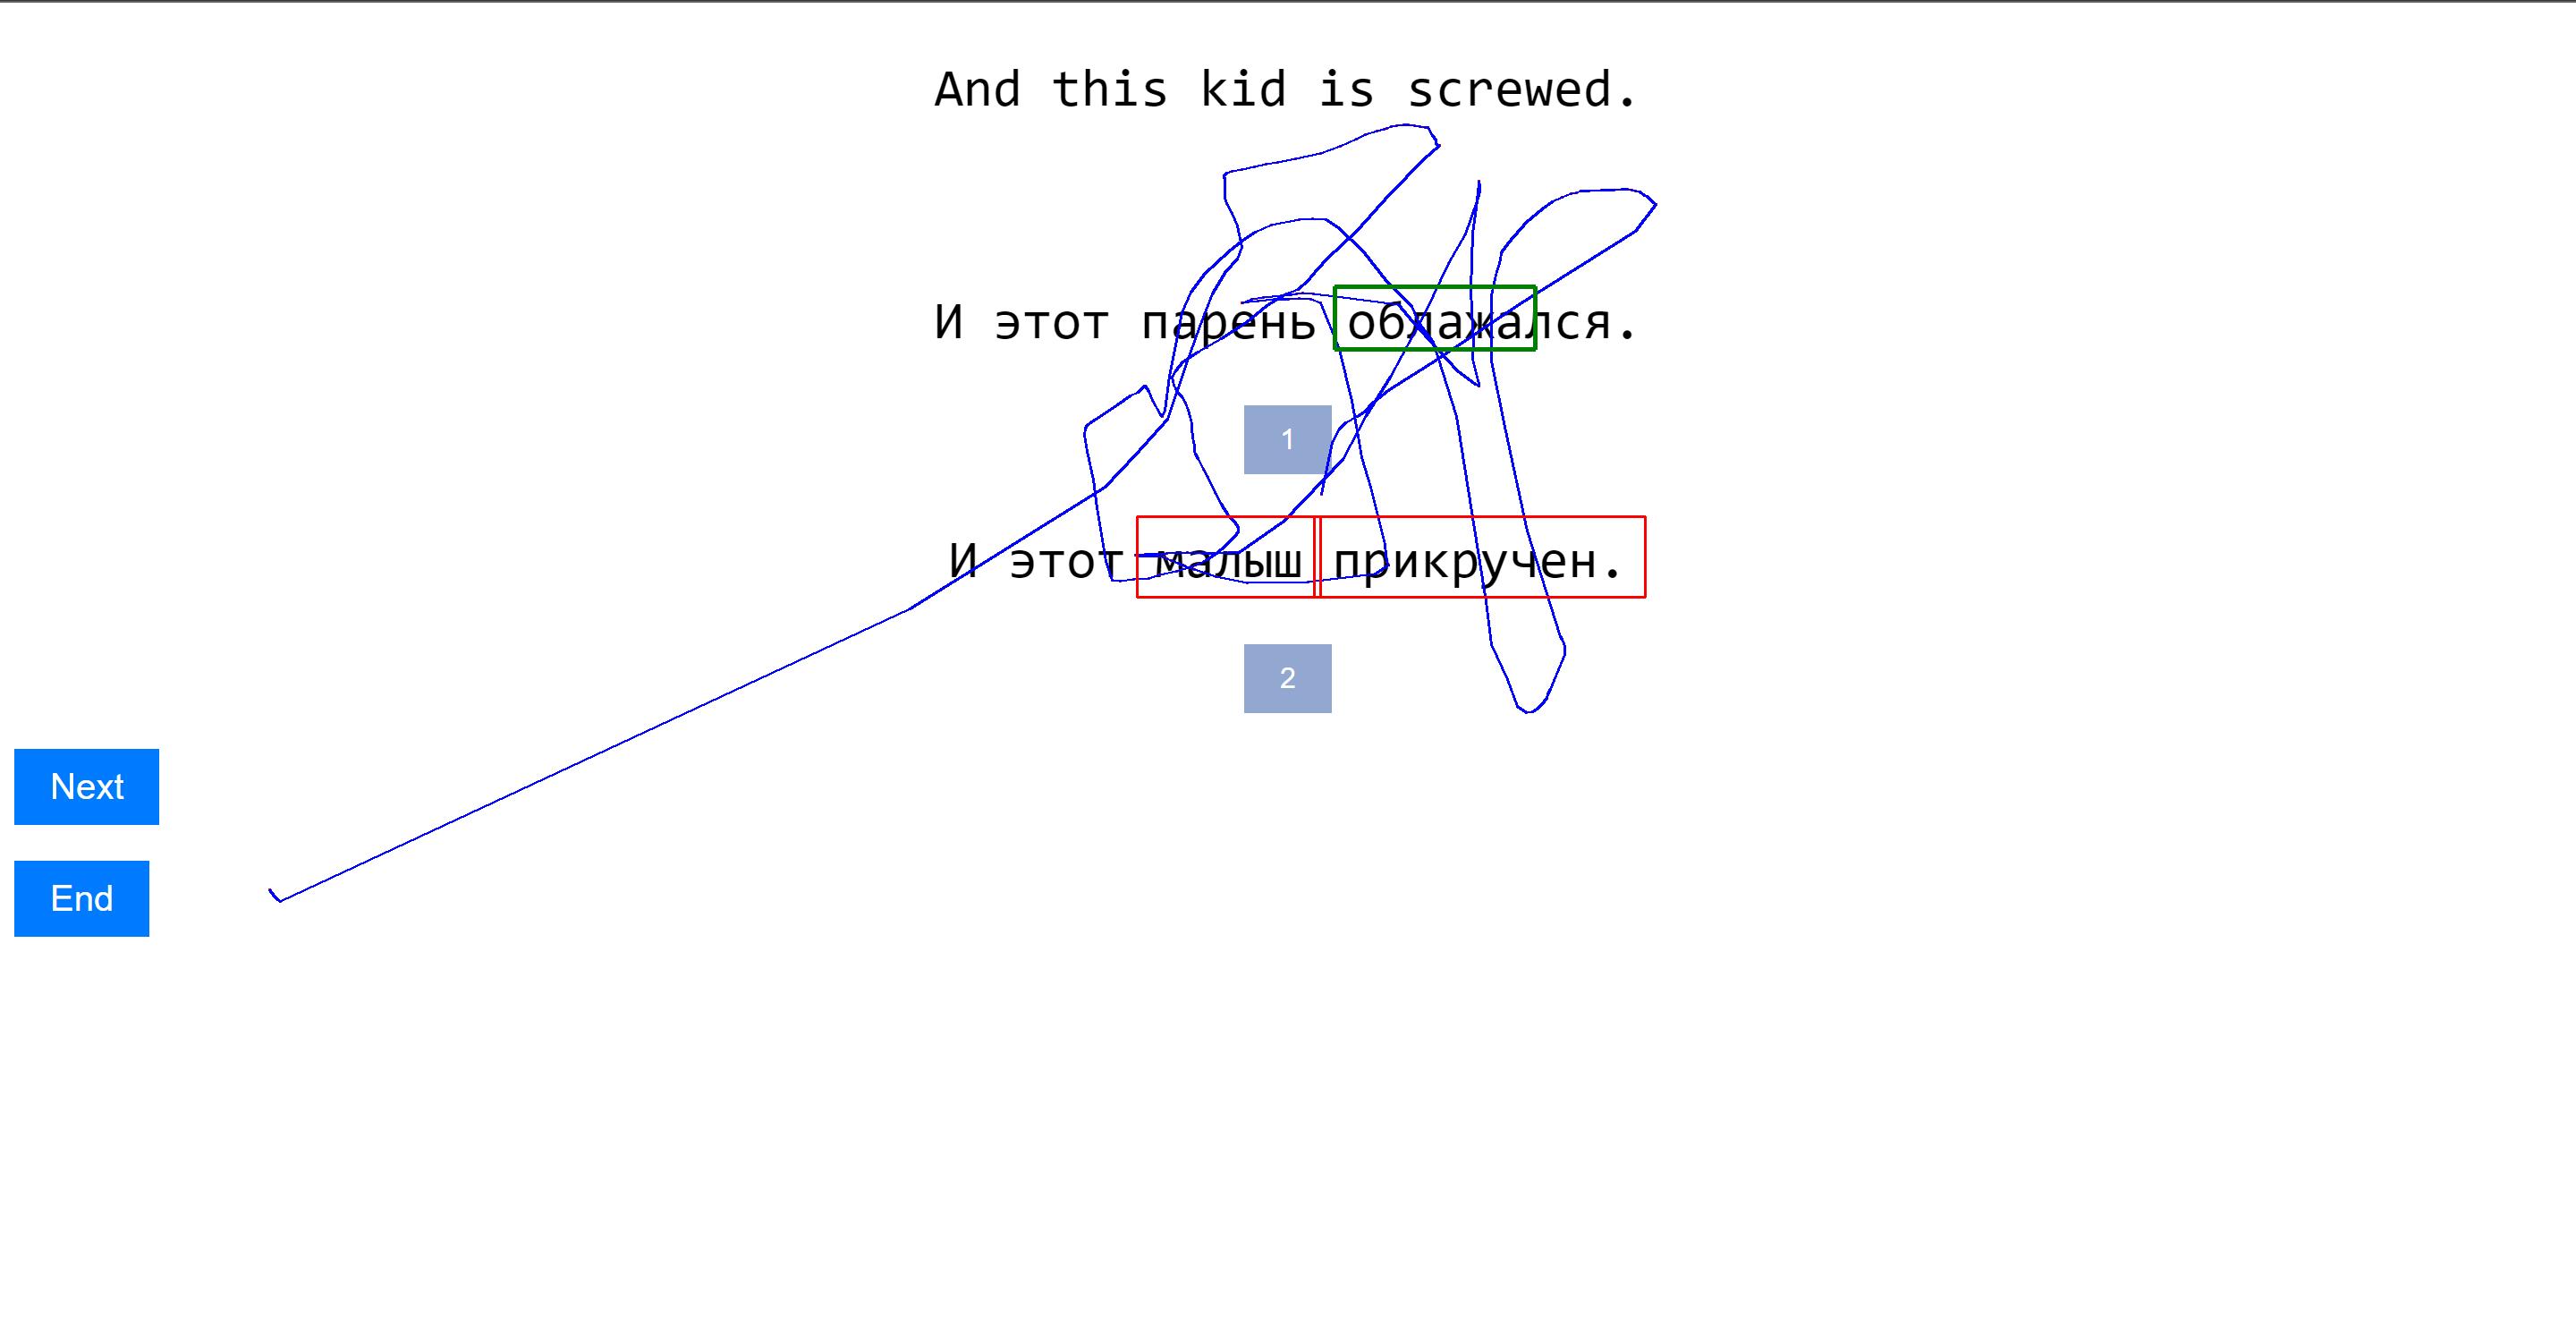 And this kid is screwed.
И этот парень облажался.
1
И этот малыш прикручен.
2
Next
End